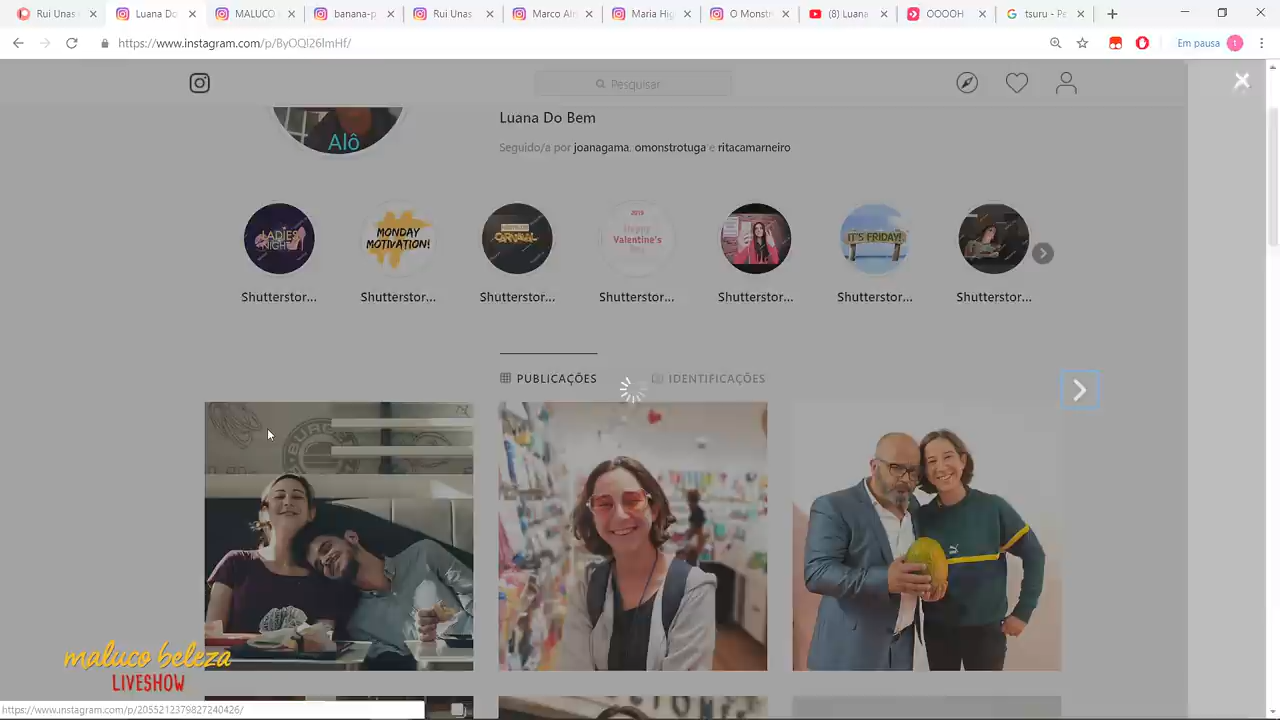 Rui Unas
Luana Do
MALUCO
banana-p
Rui Unas
Marco Alt
Maria Hig
O Monstr
(8) Luana
OOOOH
tsuru - Pe
https://www.instagram.com/p/ByOQl26lmHf/
Em pausa
Pesquisar
Alô
Luana Do Bem
Seguido/a por joanagama, omonstrotuga e ritacamarneiro
LADIES NIGHT
MONDAY MOTIVATION!
CARNAVAL
2019 Happy Valentine's Day
IT'S FRIDAY!
Shutterstor...
Shutterstor...
Shutterstor...
Shutterstor...
Shutterstor...
Shutterstor...
Shutterstor...
PUBLICAÇÕES
IDENTIFICAÇÕES
maluco beleza
LIVESHOW
https://www.instagram.com/p/2055212379827240426/